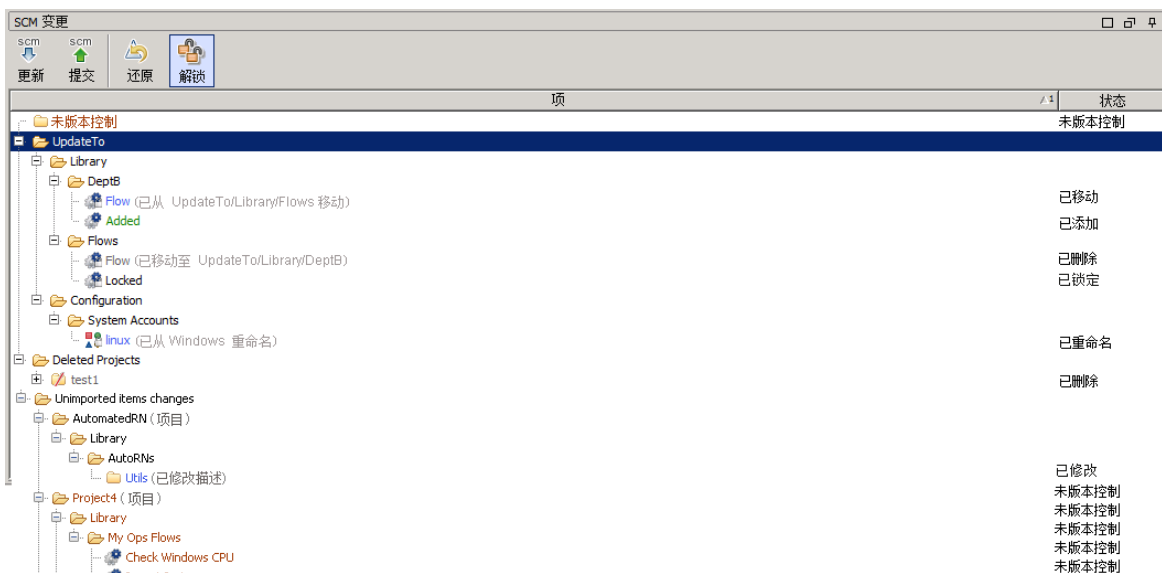 SCM 变更
scm scm
更新 提交 还原 解锁
项 1 状态
未版本控制 未版本控制
UpdateTo
Library
DeptB
Flow (已从 UpdateTo/Library/Flows 移动) 已移动
Added 已添加
Flows
Flow (已移动至 UpdateTo/Library/DeptB) 已删除
Locked 已锁定
Configuration
System Accounts
linux (已从 Windows 重命名) 已重命名
Deleted Projects
test1 已删除
Unimported items changes
AutomatedRN (项目)
Library
AutoRNs
Utils (已修改描述) 已修改
Project4 (项目) 未版本控制
Library 未版本控制
My Ops Flows 未版本控制
Check Windows CPU 未版本控制
未版本控制